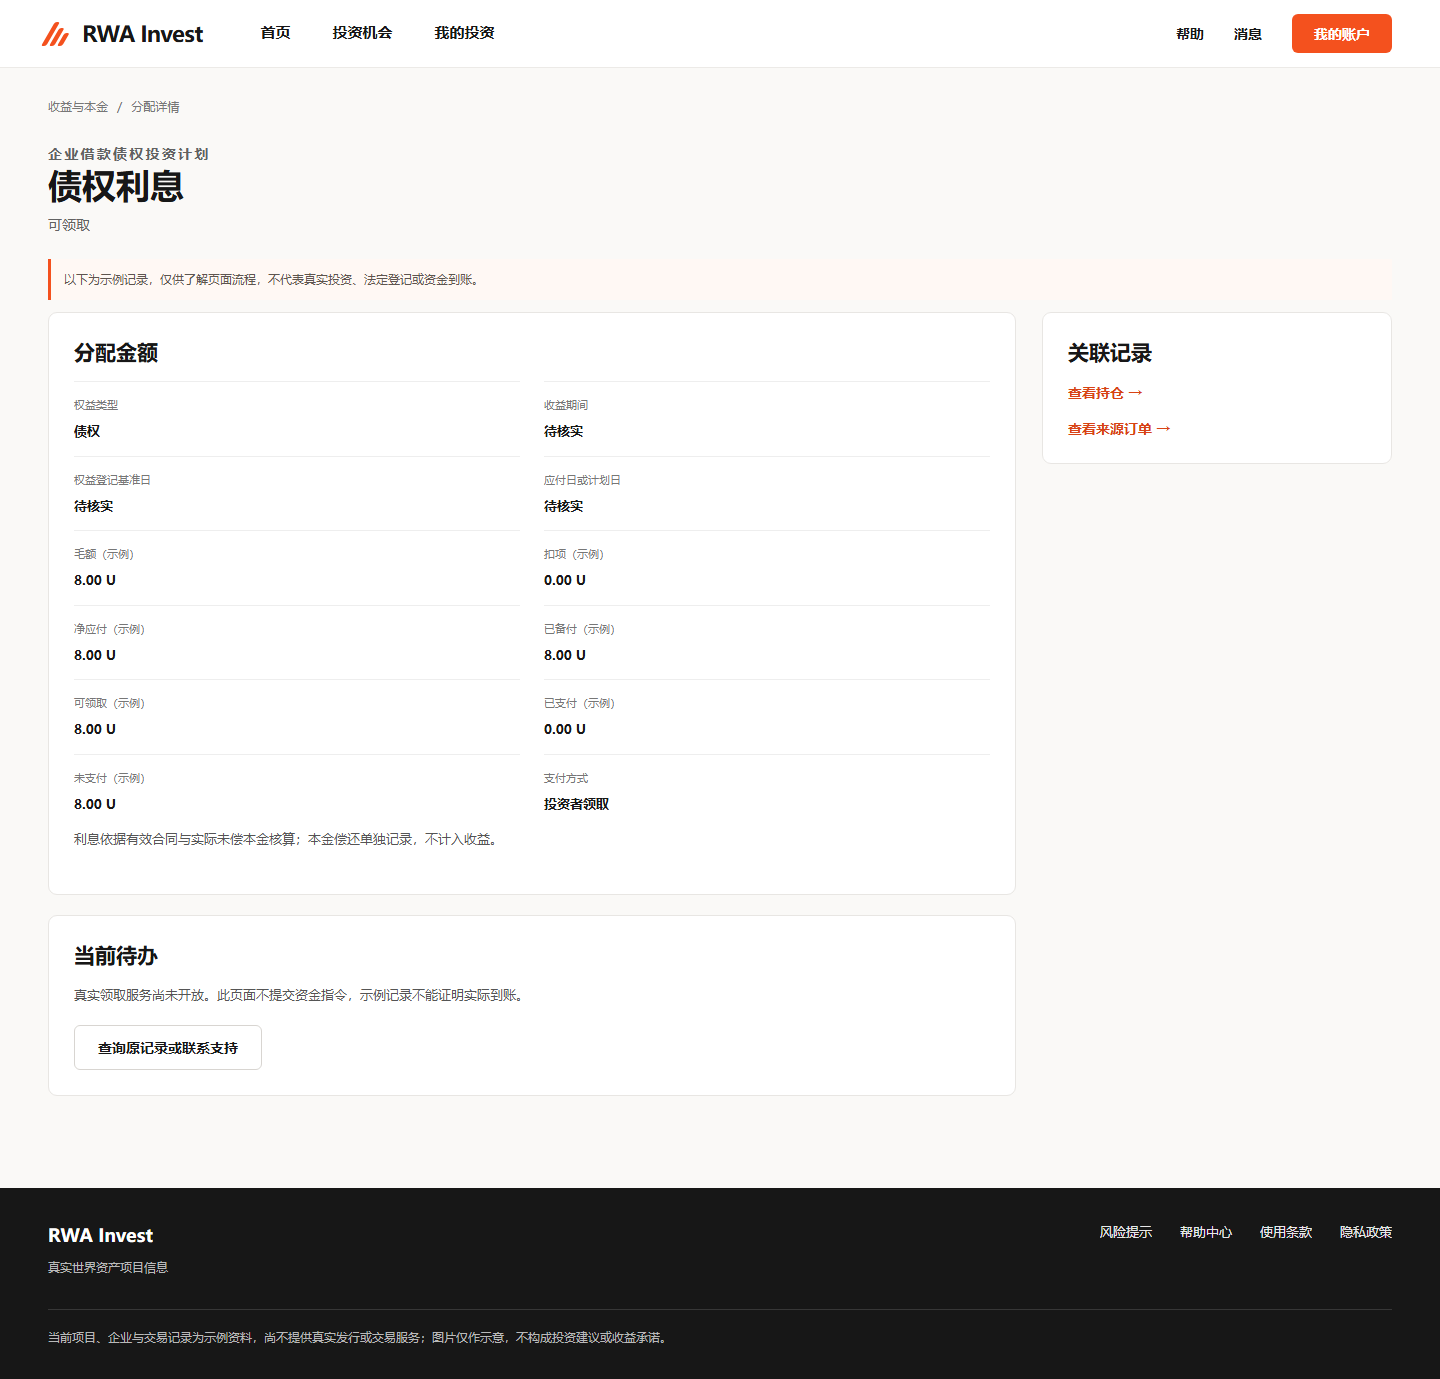 RWA Invest
首页
投资机会
我的投资
帮助
消息
我的账户
收益与本金 / 分配详情
企业借款债权投资计划
债权利息
可领取
以下为示例记录，仅供了解页面流程，不代表真实投资、法定登记或资金到账。
分配金额
权益类型
债权
收益期间
待核实
权益登记基准日
待核实
应付日或计划日
待核实
毛额（示例）
8.00 U
扣项（示例）
0.00 U
净应付（示例）
8.00 U
已备付（示例）
8.00 U
可领取（示例）
8.00 U
已支付（示例）
0.00 U
未支付（示例）
8.00 U
支付方式
投资者领取
利息依据有效合同与实际未偿本金核算；本金偿还单独记录，不计入收益。
关联记录
查看持仓 →
查看来源订单 →
当前待办
真实领取服务尚未开放。此页面不提交资金指令，示例记录不能证明实际到账。
查询原记录或联系支持
RWA Invest
真实世界资产项目信息
风险提示
帮助中心
使用条款
隐私政策
当前项目、企业与交易记录为示例资料，尚不提供真实发行或交易服务；图片仅作示意，不构成投资建议或收益承诺。